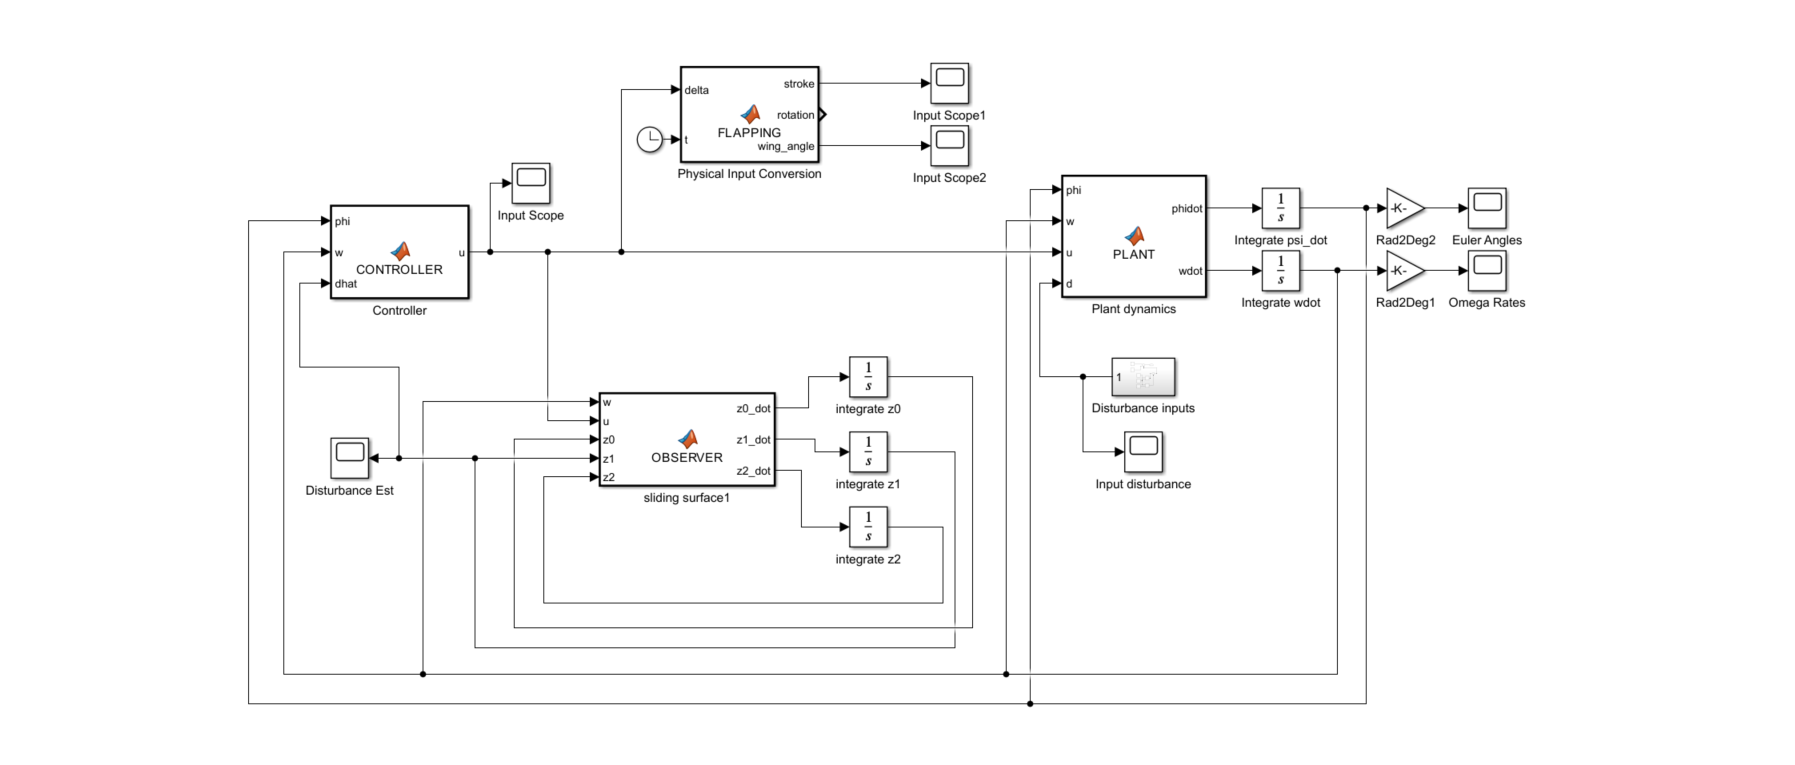 delta
t
FLAPPING
stroke
rotation
wing_angle
Physical Input Conversion
Input Scope1
Input Scope2
Input Scope
phi
w
dhat
CONTROLLER
u
Controller
phi
w
u
d
PLANT
phidot
wdot
Plant dynamics
1
s
Integrate psi_dot
1
s
Integrate wdot
-K-
Rad2Deg2
-K-
Rad2Deg1
Euler Angles
Omega Rates
1
Disturbance inputs
Input disturbance
w
u
z0
z1
z2
OBSERVER
z0_dot
z1_dot
z2_dot
sliding surface1
1
s
integrate z0
1
s
integrate z1
1
s
integrate z2
Disturbance Est